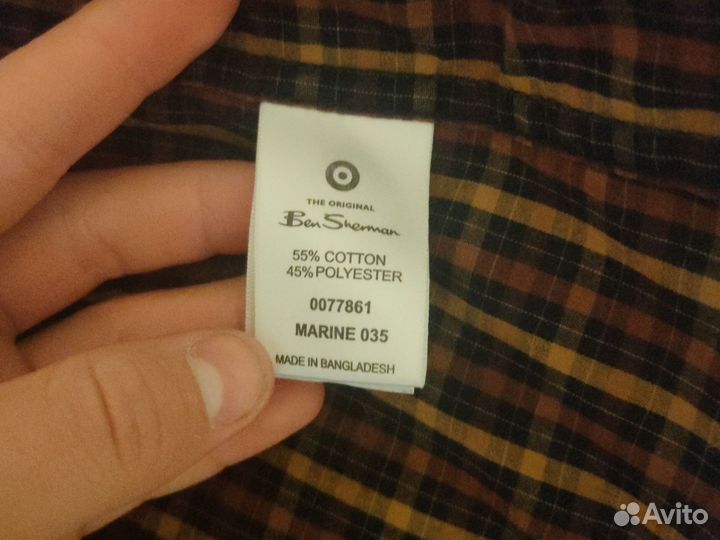 THE ORIGINAL
Ben Sherman
55% COTTON
45% POLYESTER
0077861
MARINE 035
MADE IN BANGLADESH
Avito